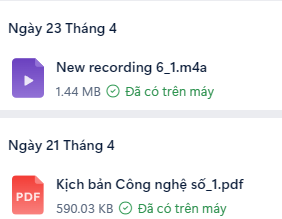 Ngày 23 Tháng 4
New recording 6_1.m4a
1.44 MB Đã có trên máy
Ngày 21 Tháng 4
PDF
Kịch bản Công nghệ số_1.pdf
590.03 KB Đã có trên máy